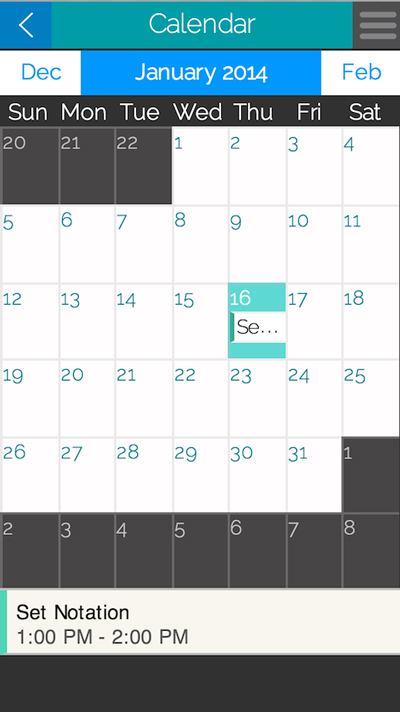 Calendar
Dec January 2014 Feb
Sun Mon Tue Wed Thu Fri Sat
20 21 22 1 2 3 4
5 6 7 8 9 10 11
12 13 14 15 16 17 18
Se...
19 20 21 22 23 24 25
26 27 28 29 30 31 1
2 3 4 5 6 7 8
Set Notation
1:00 PM - 2:00 PM